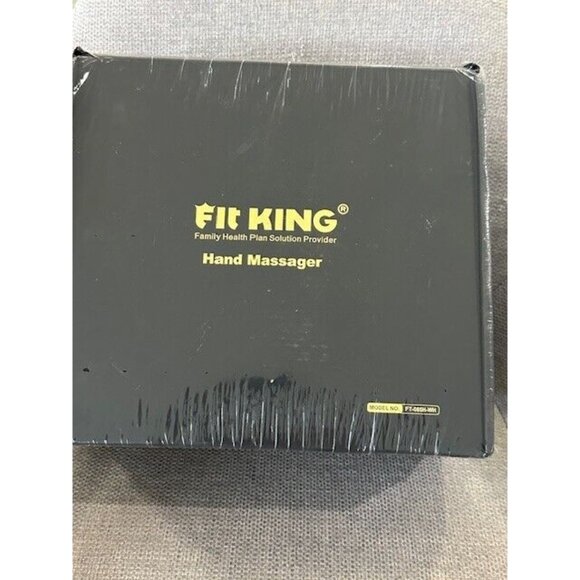 Fit KING®
Family Health Plan Solution Provider
Hand Massager
MODEL NO.